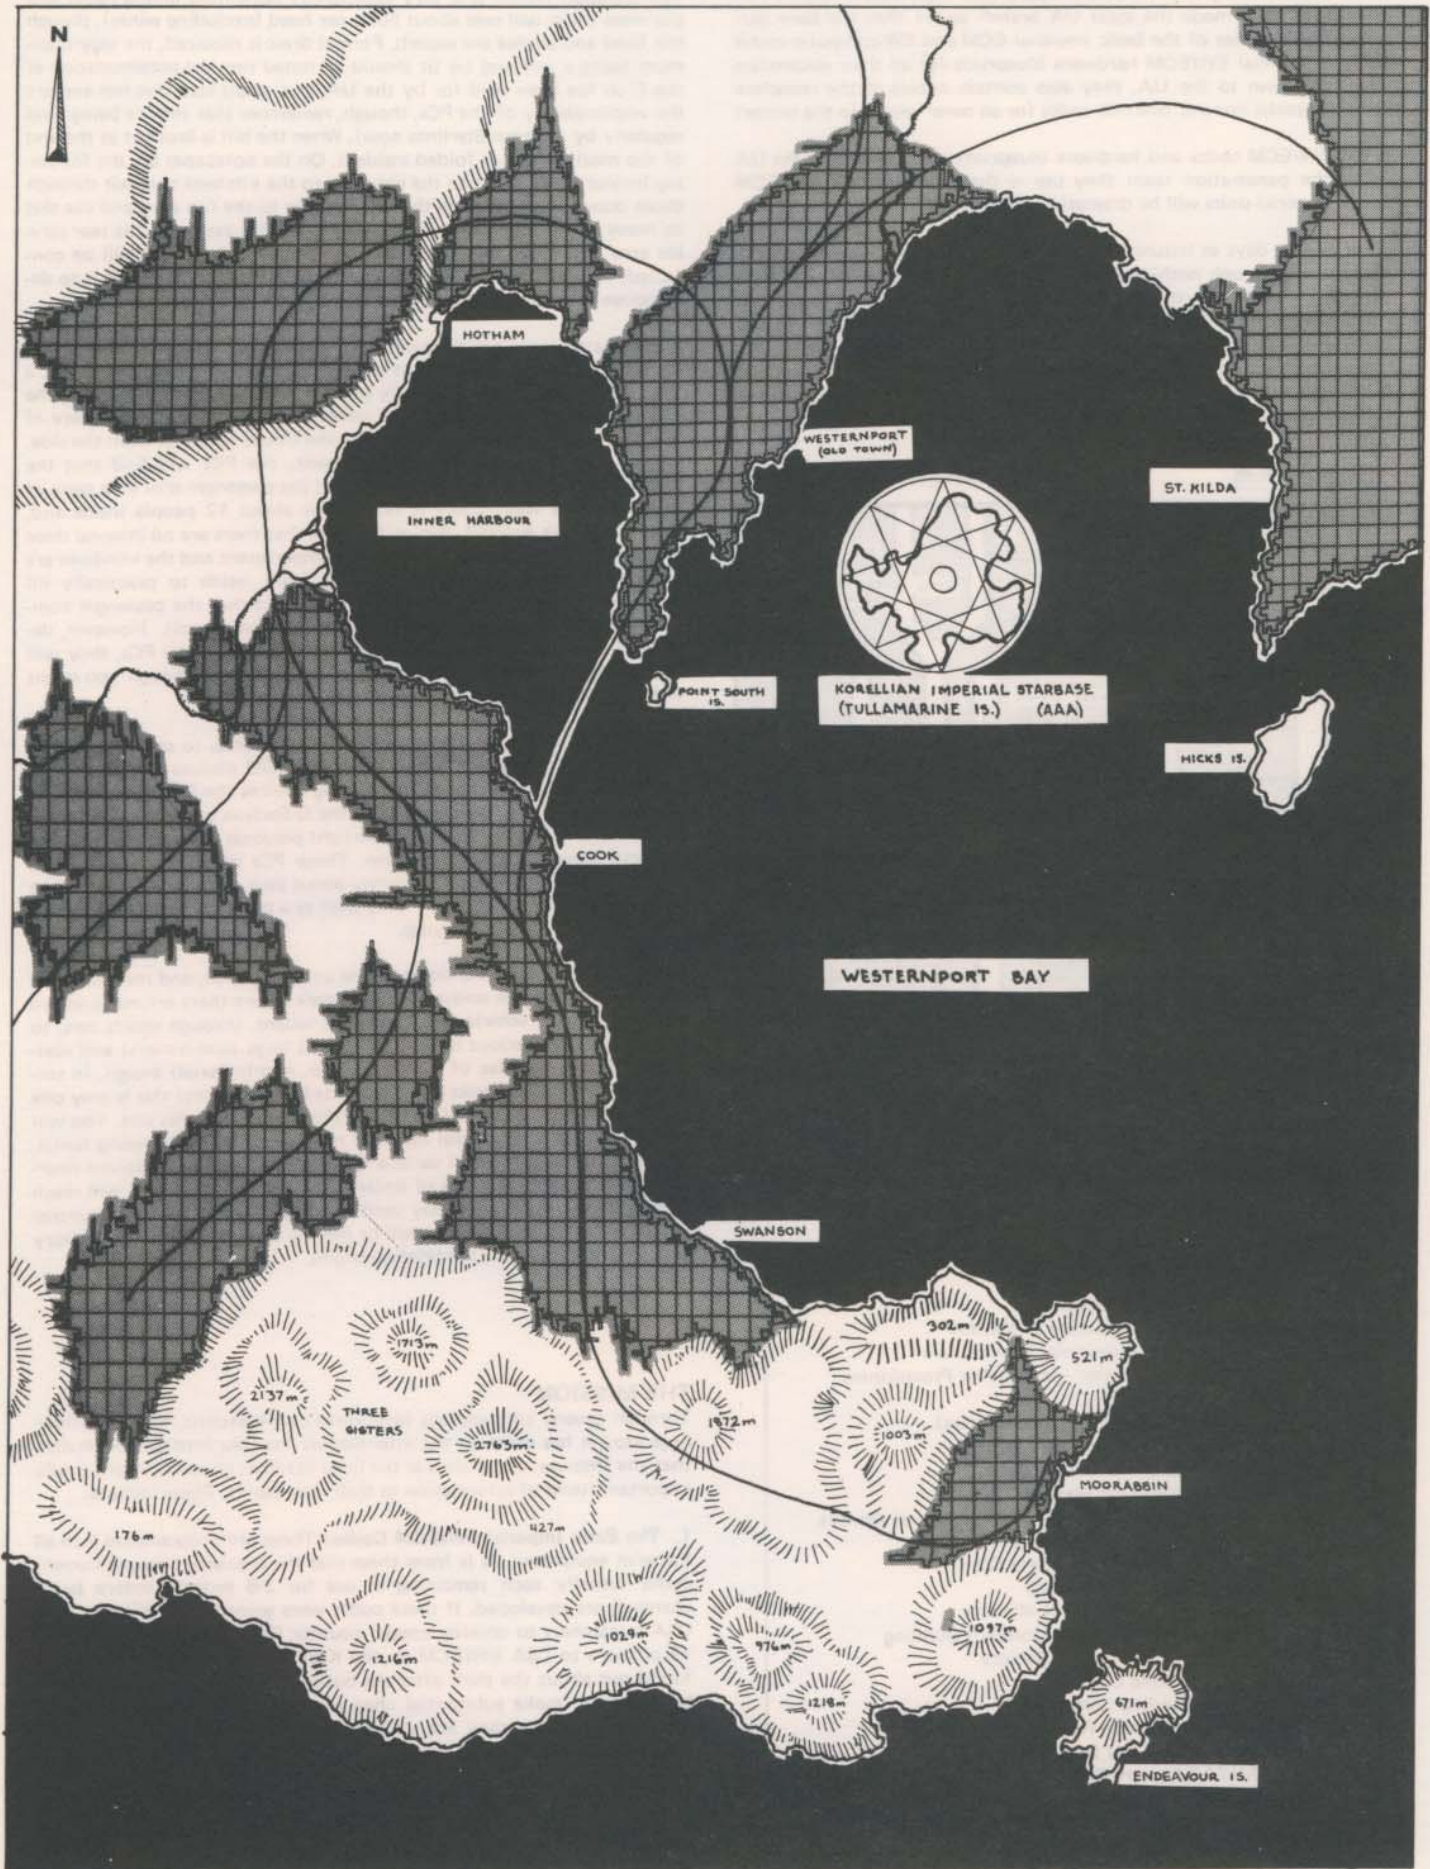 N
HOTHAM
WESTERNPORT
(OLD TOWN)
ST. KILDA
INNER HARBOUR
POINT SOUTH
IS.
KORELLIAN IMPERIAL STARBASE
(TULLAMARINE IS.) (AAA)
HICKS IS.
COOK
WESTERNPORT BAY
SWANSON
302m
521m
1713m
2137m
THREE
SISTERS
2763m
1872m
1003m
MOORABBIN
176m
427m
1029m
976m
1097m
1216m
1218m
671m
ENDEAVOUR IS.